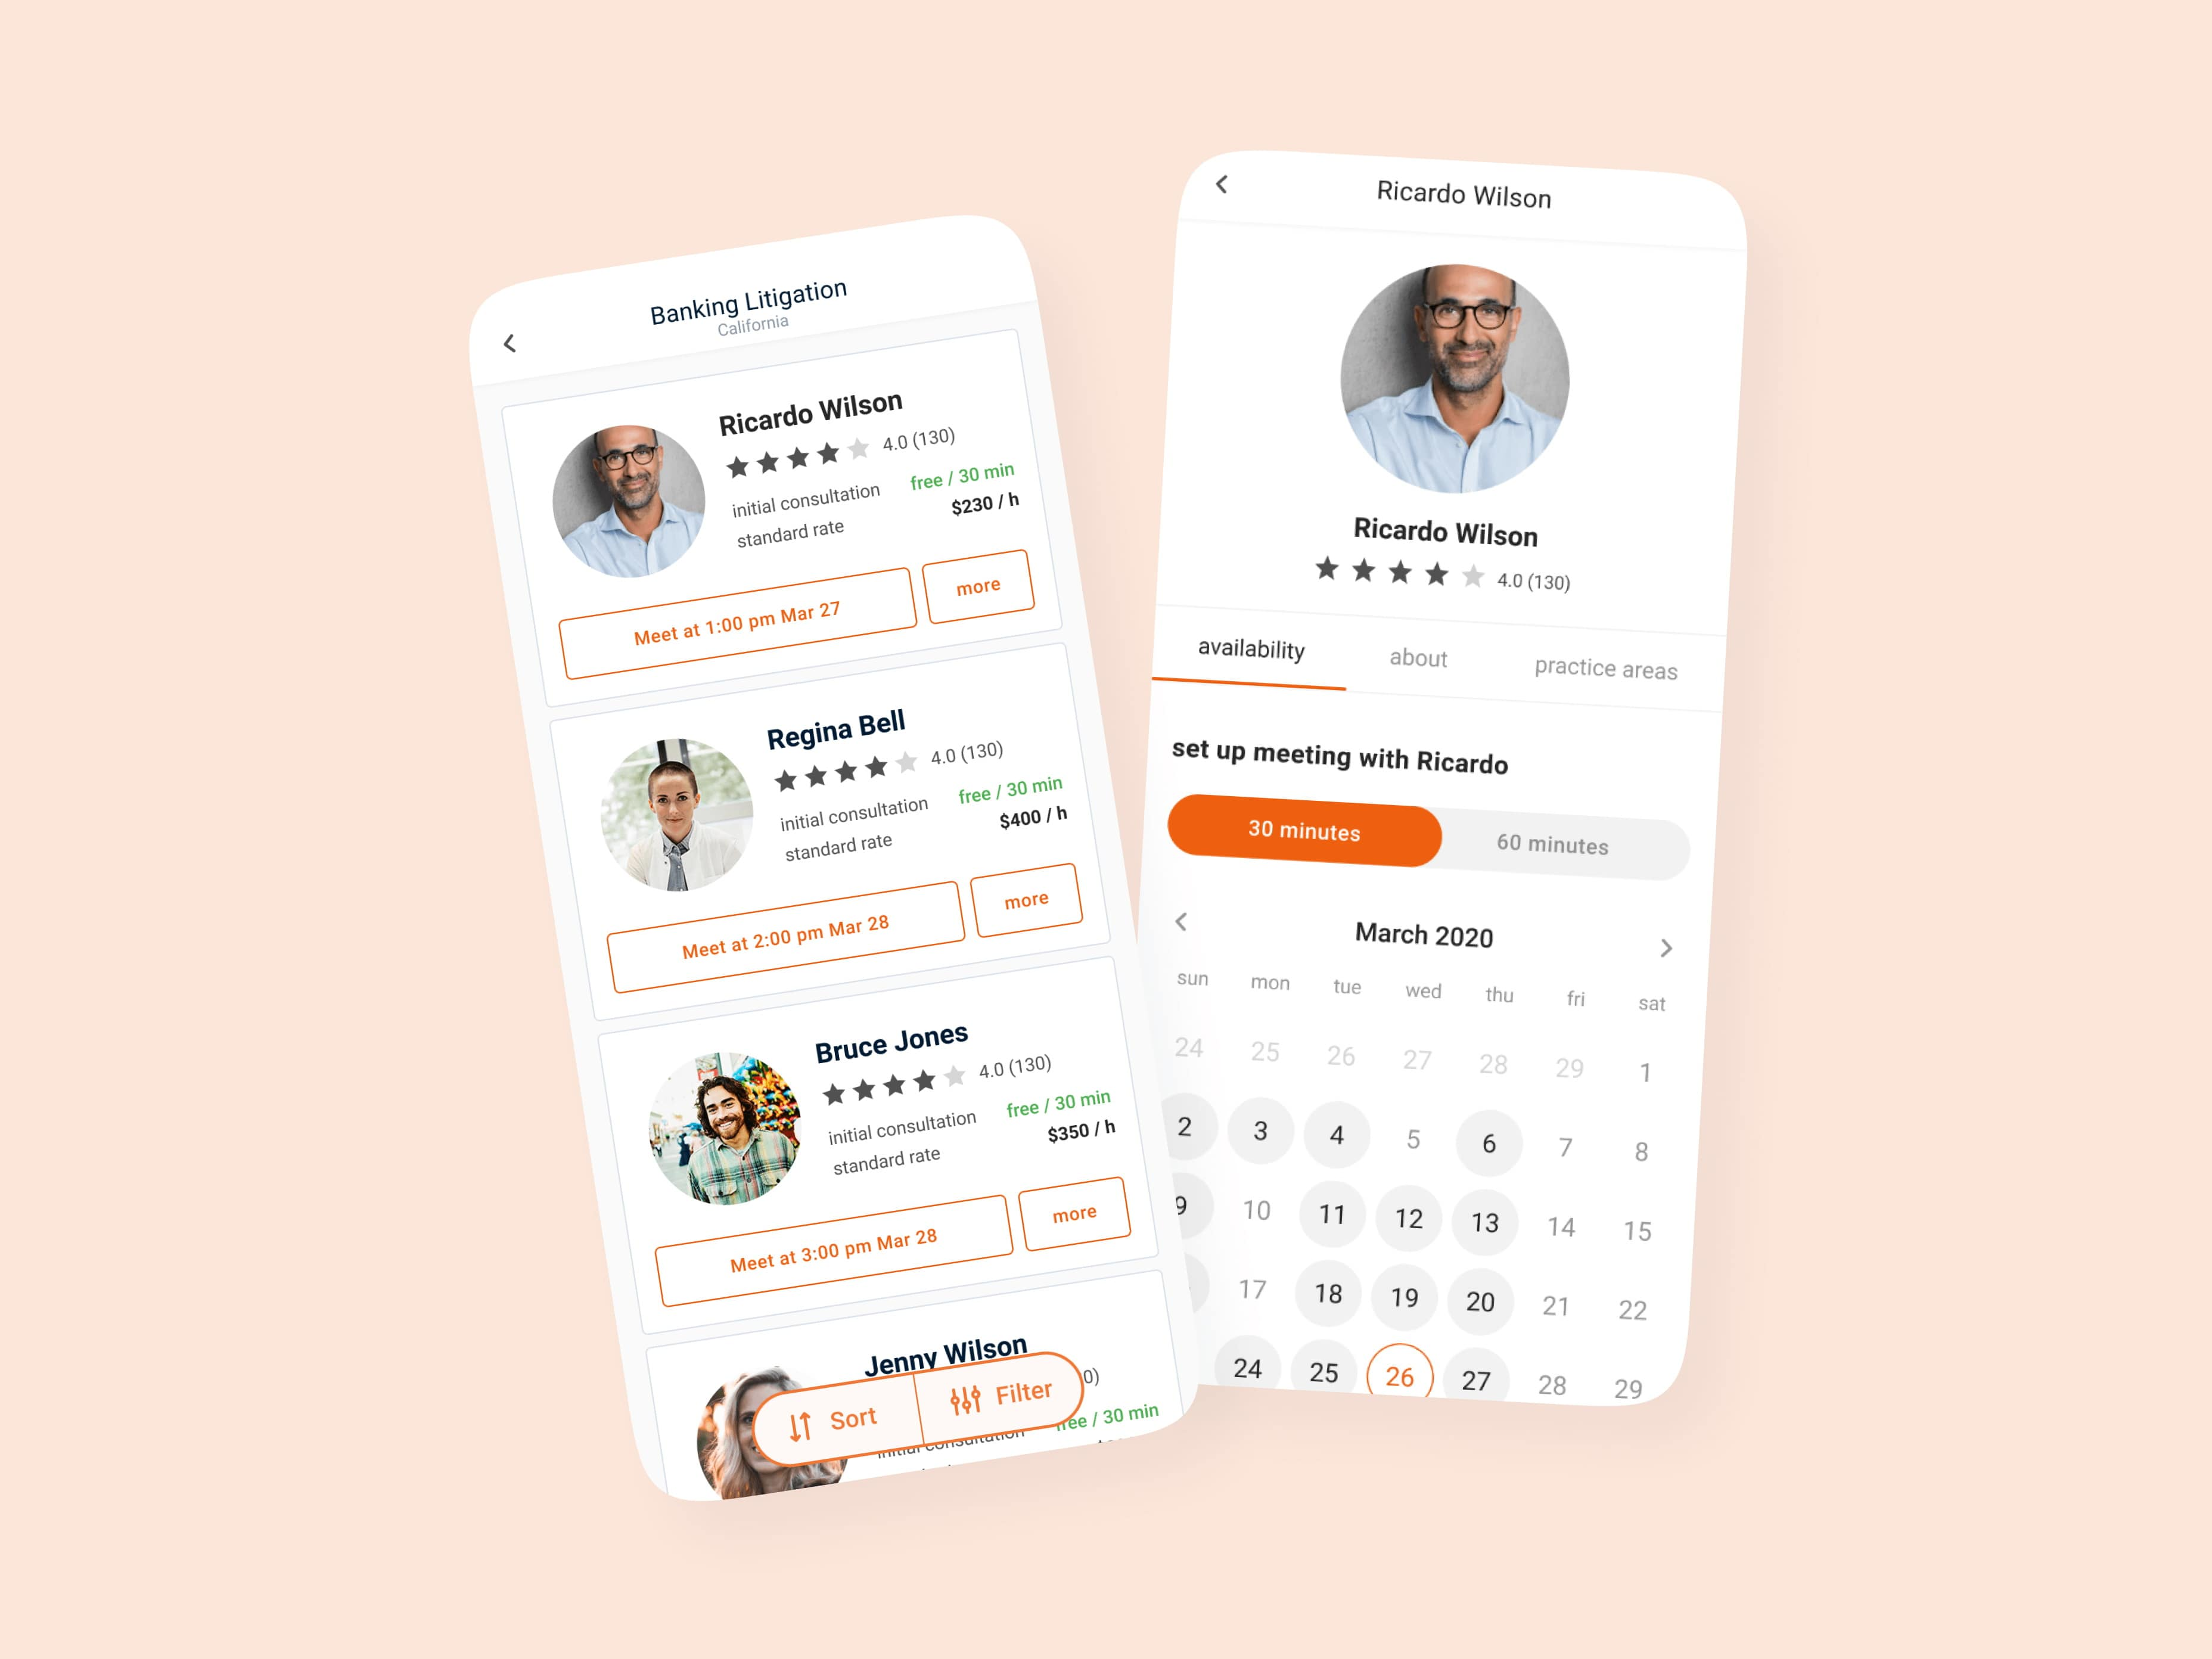 Banking Litigation
California
Ricardo Wilson
4.0 (130)
initial consultation free / 30 min
standard rate $230 / h
Meet at 1:00 pm Mar 27 more
Regina Bell
4.0 (130)
initial consultation free / 30 min
standard rate $400 / h
Meet at 2:00 pm Mar 28 more
Bruce Jones
4.0 (130)
initial consultation free / 30 min
standard rate $350 / h
Meet at 3:00 pm Mar 28 more
Jenny Wilson
0)
initial consultation free / 30 min
Sort Filter
Ricardo Wilson
Ricardo Wilson
4.0 (130)
availability about practice areas
set up meeting with Ricardo
30 minutes 60 minutes
March 2020
sun mon tue wed thu fri sat
24 25 26 27 28 29 1
2 3 4 5 6 7 8
9 10 11 12 13 14 15
17 18 19 20 21 22
24 25 26 27 28 29